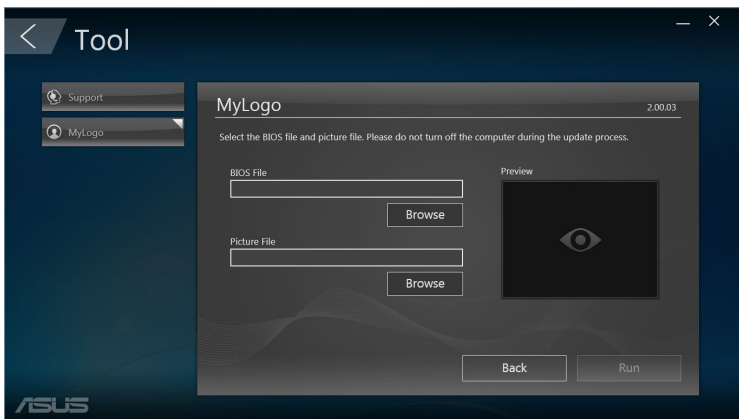 Tool
Support
MyLogo
MyLogo
2.00.03
Select the BIOS file and picture file. Please do not turn off the computer during the update process.
BIOS File
Preview
Browse
Picture File
Browse
Back
Run
ASUS